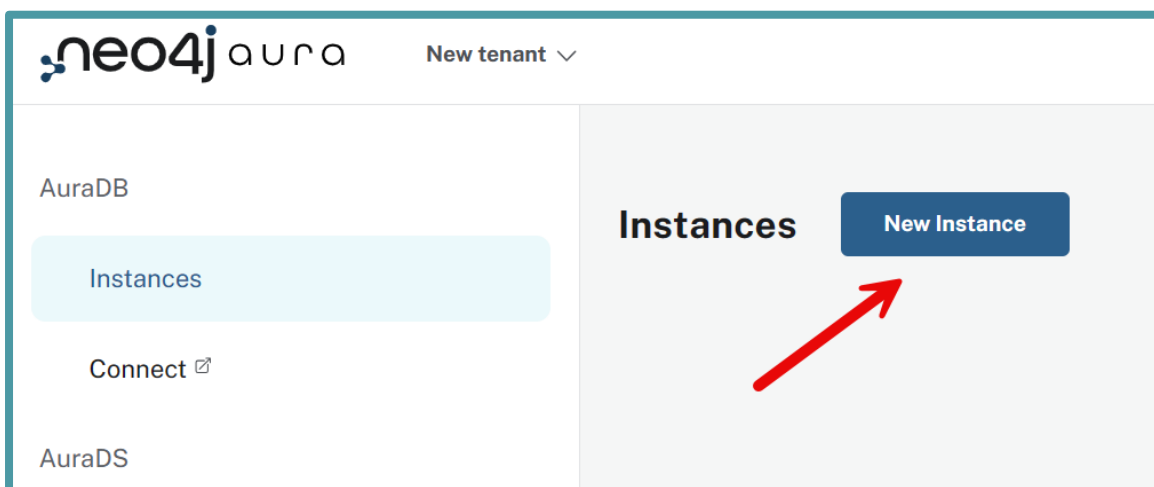 neo4j aura
New tenant
AuraDB
Instances
Connect
AuraDS
Instances
New Instance